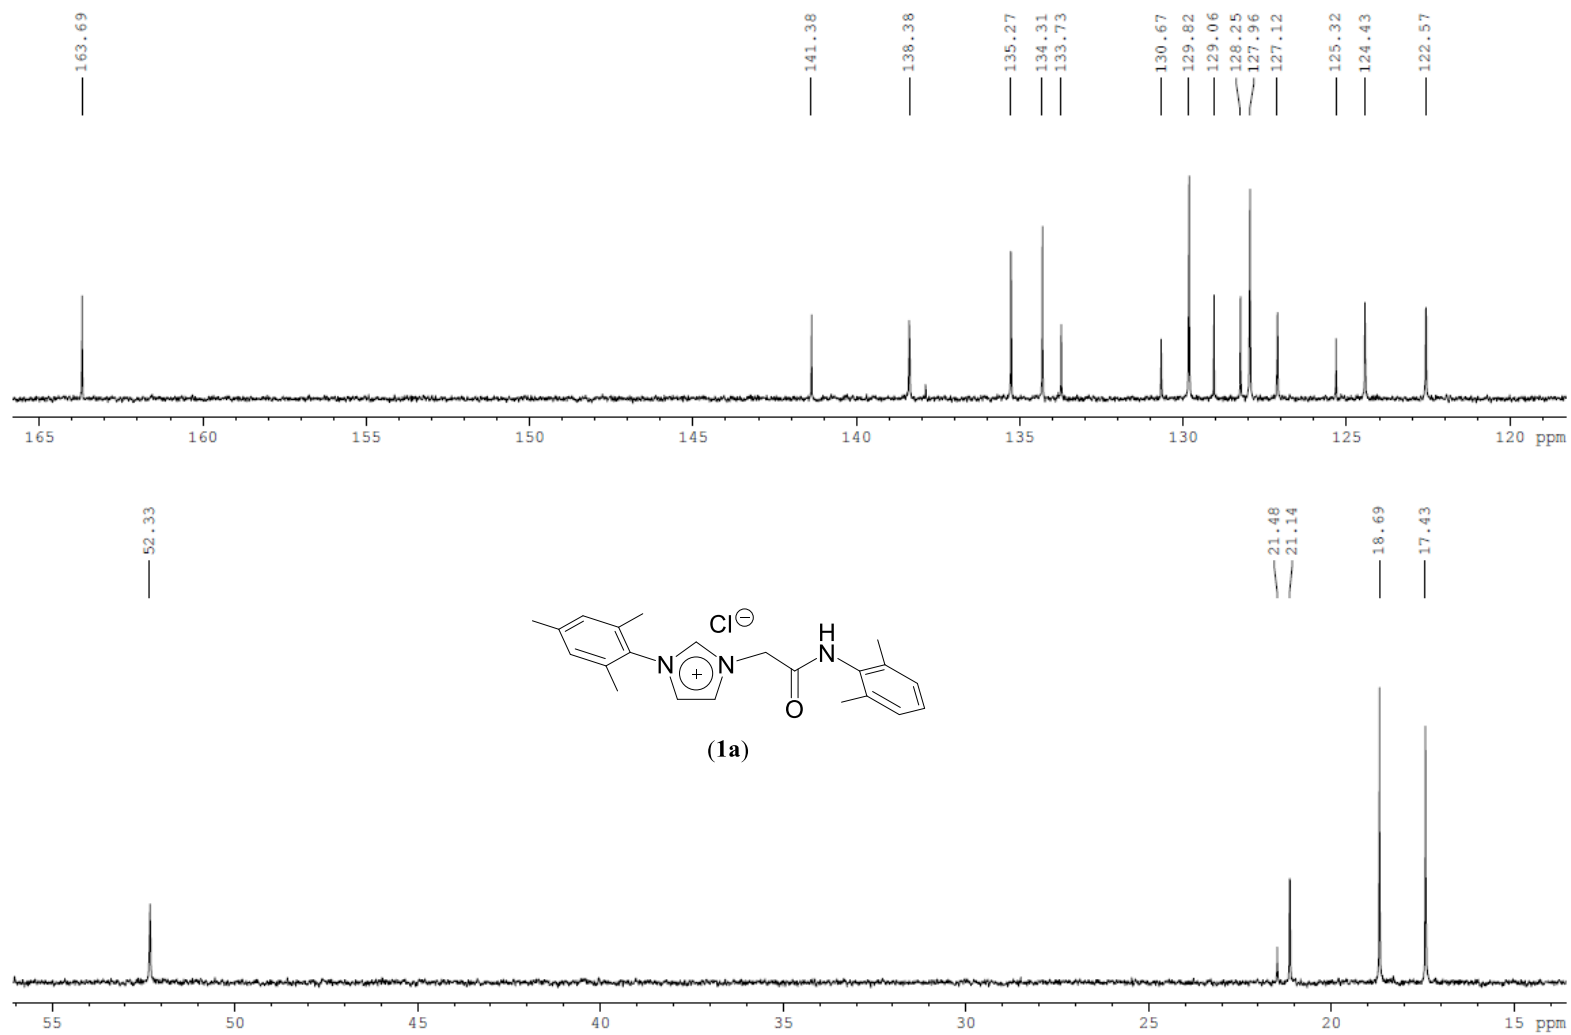 163.69
141.38
138.38
135.27
134.31
133.73
130.67
129.82
129.06
128.25
127.96
127.12
125.32
124.43
122.57
165 160 155 150 145 140 135 130 125 120 ppm
52.33
21.48
21.14
18.69
17.43
Cl⊖
H
N
N
+
N
O
(1a)
55 50 45 40 35 30 25 20 15 ppm